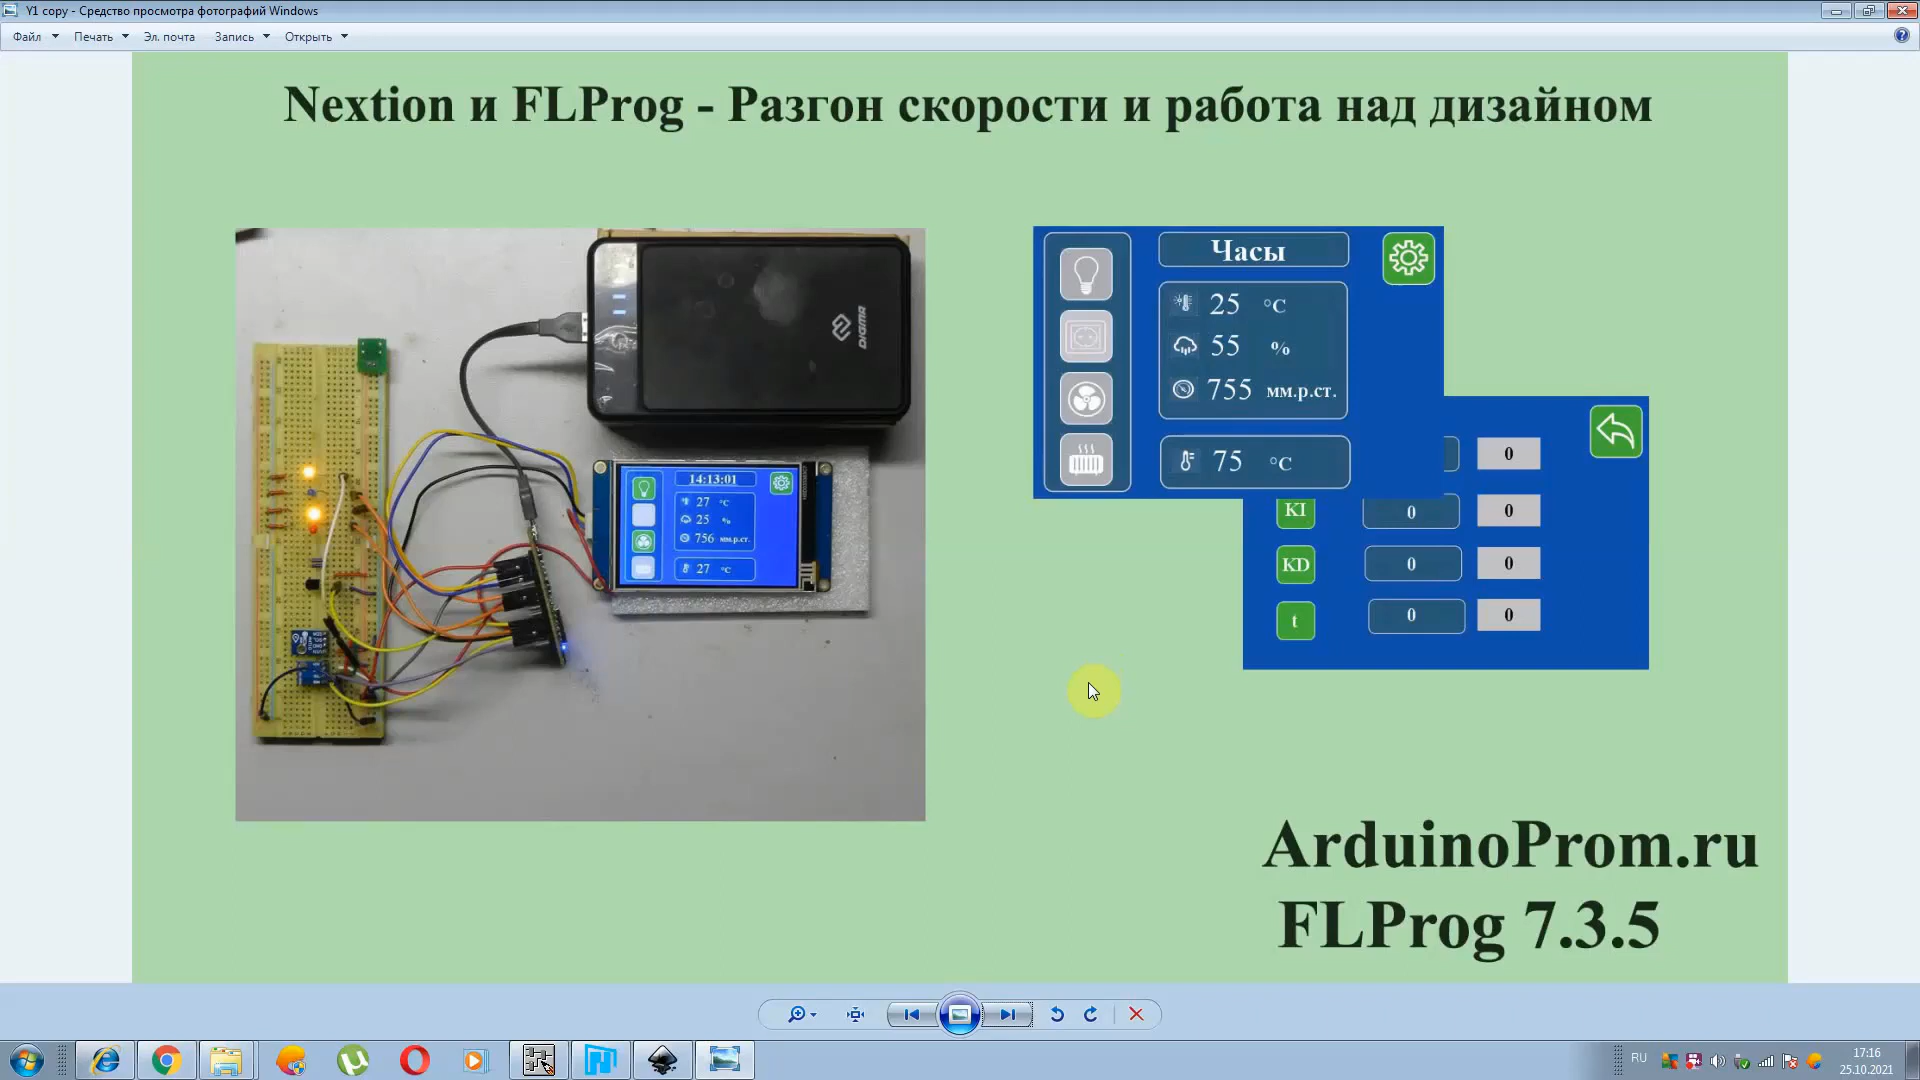 Y1 copy - Средство просмотра фотографий Windows
Файл Печать Эл. почта Запись Открыть
Nextion и FLProg - Разгон скорости и работа над дизайном
DIGMA
14:13:01
27 °C
25 %
756 мм.р.ст.
27 °C
Часы
25 °C
55 %
755 мм.р.ст.
75 °C
0
KI 0 0
KD 0 0
t 0 0
ArduinoProm.ru
FLProg 7.3.5
RU
17:16
25.10.2021